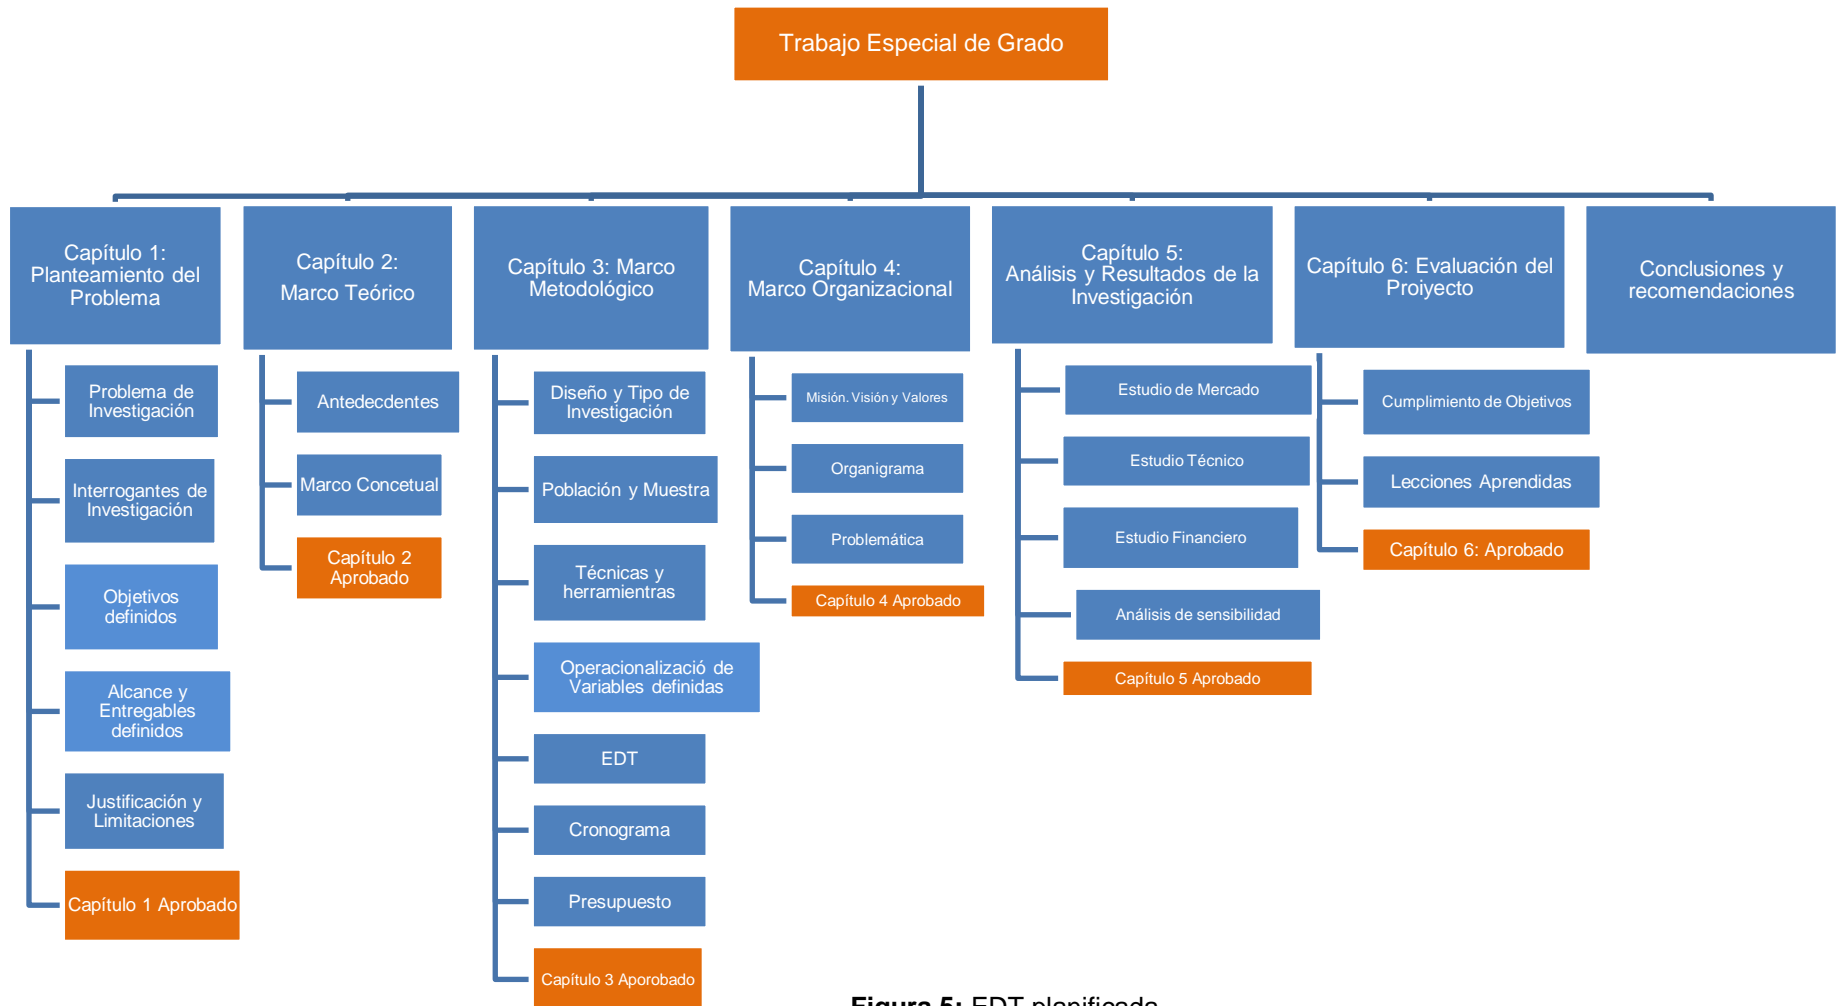 Trabajo Especial de Grado
Capítulo 1:
Planteamiento del
Problema
Problema de
Investigación
Interrogantes de
Investigación
Objetivos
definidos
Alcance y
Entregables
definidos
Justificación y
Limitaciones
Capítulo 1 Aprobado
Capítulo 2:
Marco Teórico
Antedecdentes
Marco Concetual
Capítulo 2
Aprobado
Capítulo 3: Marco
Metodológico
Diseño y Tipo de
Investigación
Población y Muestra
Técnicas y
herramientras
Operacionalizació de
Variables definidas
EDT
Cronograma
Presupuesto
Capítulo 3 Aporobado
Capítulo 4:
Marco Organizacional
Misión. Visión y Valores
Organigrama
Problemática
Capítulo 4 Aprobado
Capítulo 5:
Análisis y Resultados de la
Investigación
Estudio de Mercado
Estudio Técnico
Estudio Financiero
Análisis de sensibilidad
Capítulo 5 Aprobado
Capítulo 6: Evaluación del
Proiyecto
Cumplimiento de Objetivos
Lecciones Aprendidas
Capítulo 6: Aprobado
Conclusiones y
recomendaciones
Figura 5: EDT planificada